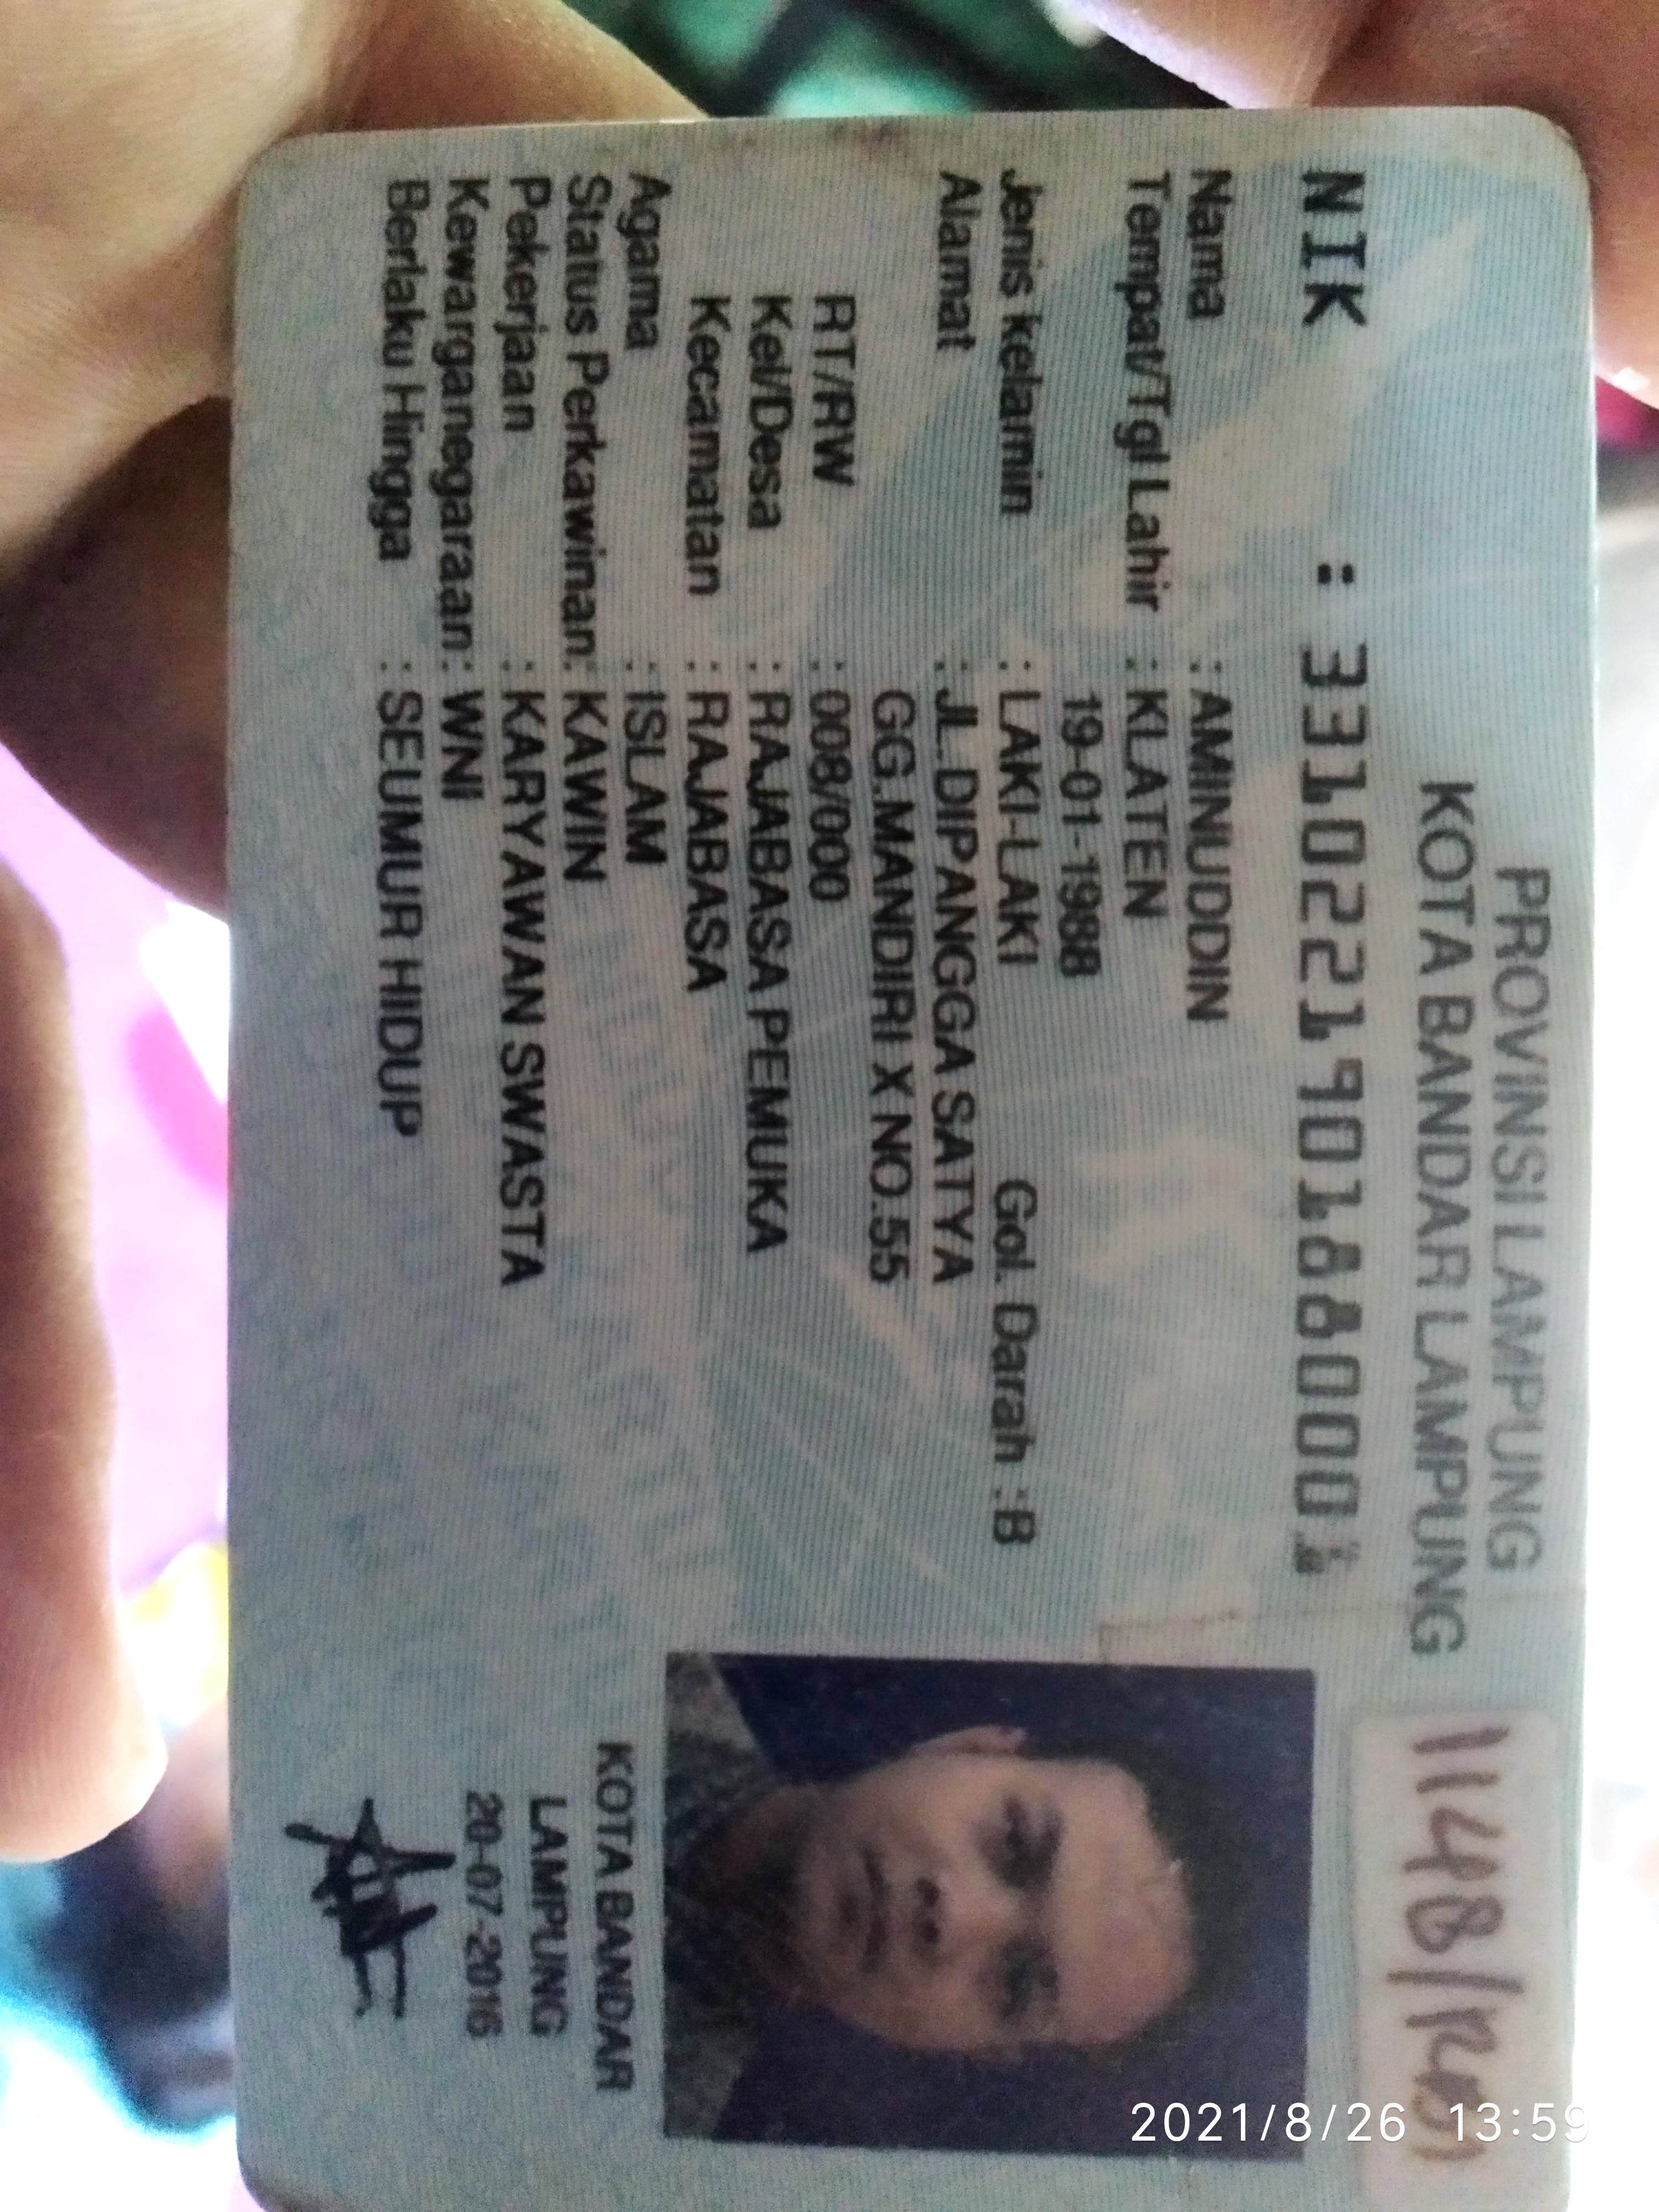 PROVINSI LAMPUNG
KOTA BANDAR LAMPUNG
NIK : 3310221901880001
Nama : AMINUDDIN
Tempat/Tgl Lahir : KLATEN
19-01-1988
Jenis kelamin : LAKI-LAKI Gol. Darah : B
Alamat : JL.DIPANGGA SATYA
GG.MANDIRI X NO.55
RT/RW : 008/000
Kel/Desa : RAJABASA PEMUKA
Kecamatan : RAJABASA
Agama : ISLAM
Status Perkawinan: KAWIN
Pekerjaan : KARYAWAN SWASTA
Kewarganegaraan: WNI
Berlaku Hingga : SEUMUR HIDUP
KOTA BANDAR
LAMPUNG
20-07-2016
2021/8/26 13:59